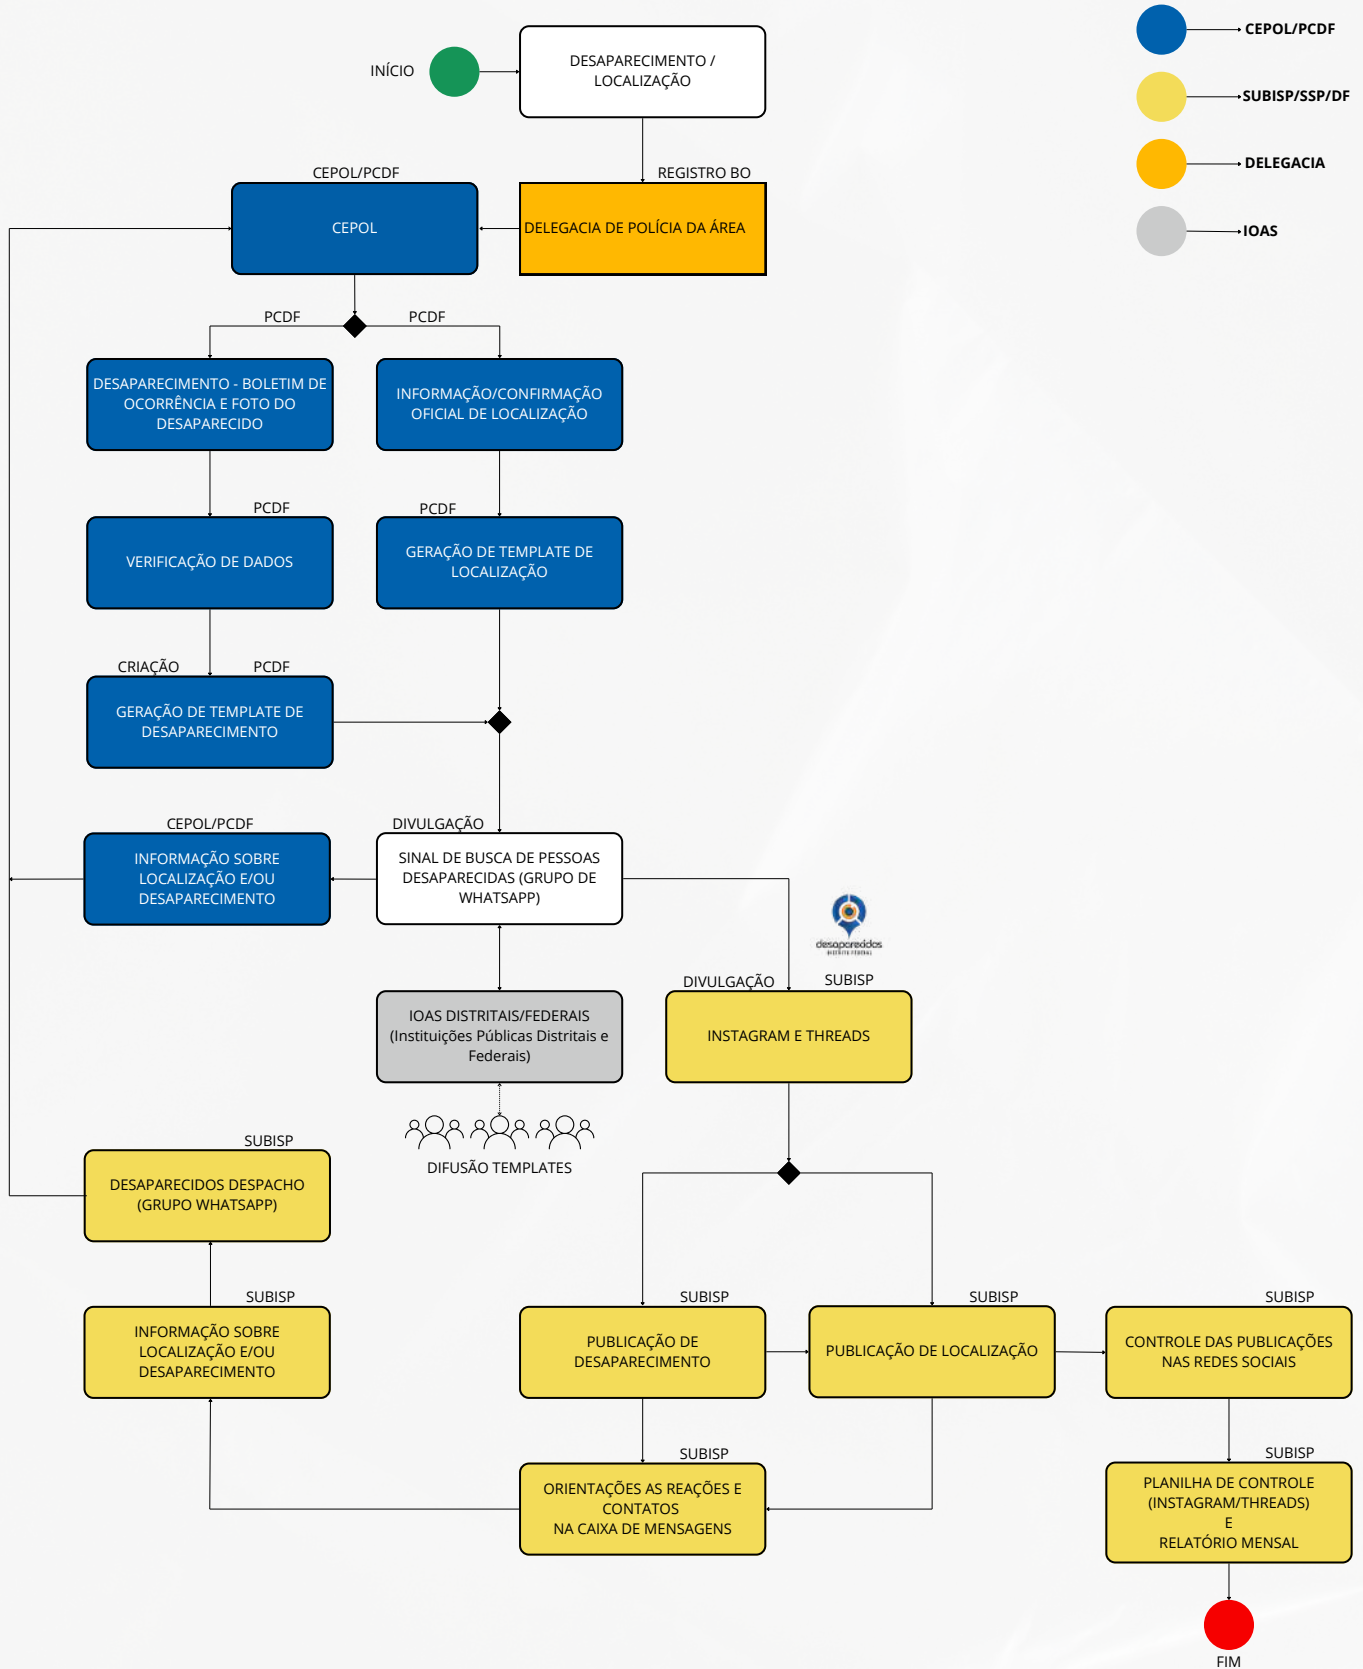 CEPOL/PCDF
SUBISP/SSP/DF
DELEGACIA
IOAS
INÍCIO
DESAPARECIMENTO /
LOCALIZAÇÃO
CEPOL/PCDF
REGISTRO BO
CEPOL
DELEGACIA DE POLÍCIA DA ÁREA
PCDF
PCDF
DESAPARECIMENTO - BOLETIM DE
OCORRÊNCIA E FOTO DO
DESAPARECIDO
INFORMAÇÃO/CONFIRMAÇÃO
OFICIAL DE LOCALIZAÇÃO
PCDF
PCDF
VERIFICAÇÃO DE DADOS
GERAÇÃO DE TEMPLATE DE
LOCALIZAÇÃO
CRIAÇÃO
PCDF
GERAÇÃO DE TEMPLATE DE
DESAPARECIMENTO
CEPOL/PCDF
DIVULGAÇÃO
INFORMAÇÃO SOBRE
LOCALIZAÇÃO E/OU
DESAPARECIMENTO
SINAL DE BUSCA DE PESSOAS
DESAPARECIDAS (GRUPO DE
WHATSAPP)
desaparecidos
DISTRITO FEDERAL
DIVULGAÇÃO
SUBISP
IOAS DISTRITAIS/FEDERAIS
(Instituições Públicas Distritais e
Federais)
INSTAGRAM E THREADS
DIFUSÃO TEMPLATES
SUBISP
DESAPARECIDOS DESPACHO
(GRUPO WHATSAPP)
SUBISP
INFORMAÇÃO SOBRE
LOCALIZAÇÃO E/OU
DESAPARECIMENTO
SUBISP
PUBLICAÇÃO DE
DESAPARECIMENTO
SUBISP
PUBLICAÇÃO DE LOCALIZAÇÃO
SUBISP
CONTROLE DAS PUBLICAÇÕES
NAS REDES SOCIAIS
SUBISP
ORIENTAÇÕES AS REAÇÕES E
CONTATOS
NA CAIXA DE MENSAGENS
SUBISP
PLANILHA DE CONTROLE
(INSTAGRAM/THREADS)
E
RELATÓRIO MENSAL
FIM